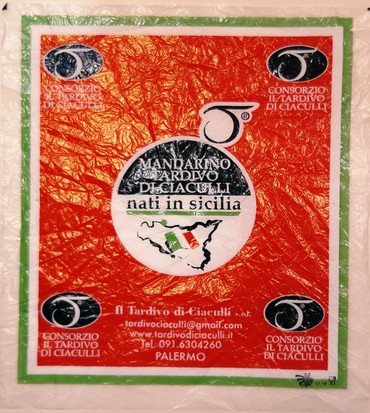 CONSORZIO
IL TARDIVO
DI CIACULLI
CONSORZIO
IL TARDIVO
DI CIACULLI
®
MANDARINO
TARDIVO
DI CIACULLI
nati in sicilia
Il Tardivo di Ciaculli
tardivociaculli@gmail.com
www.tardivodiciaculli.it
Tel. 091.6304260
PALERMO
CONSORZIO
IL TARDIVO
DI CIACULLI
CONSORZIO
IL TARDIVO
DI CIACULLI